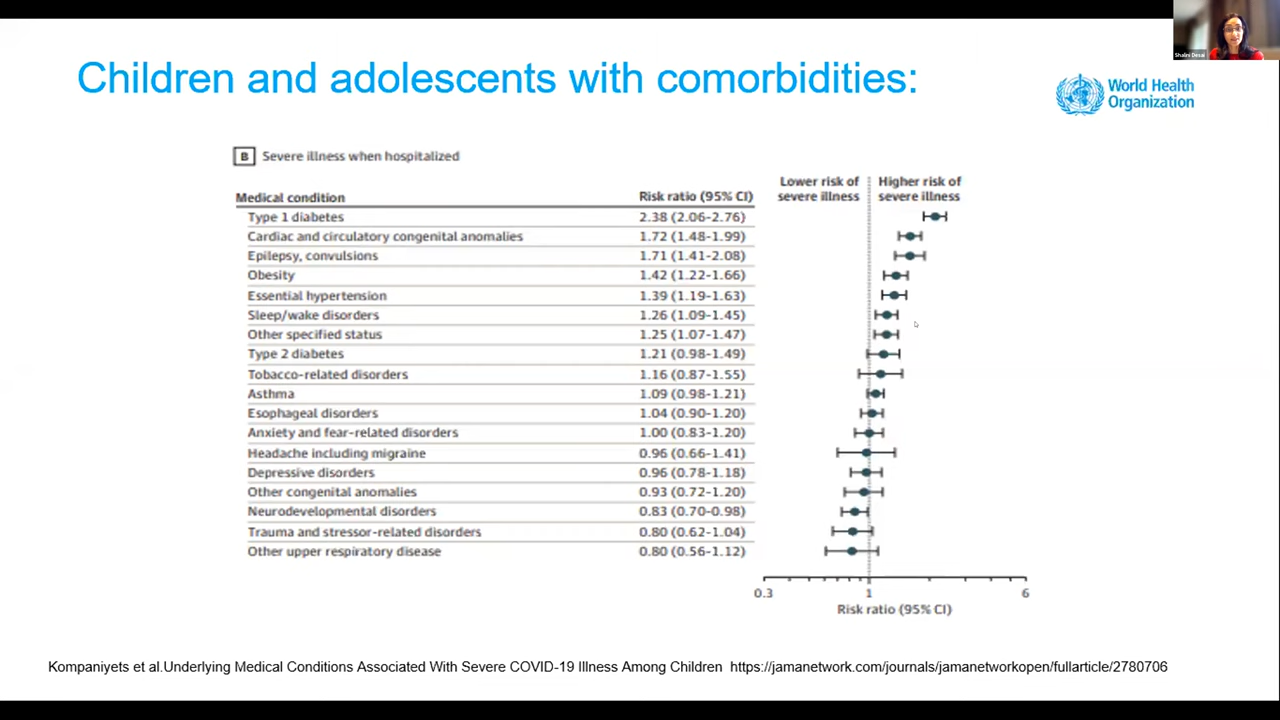 Shalini Desai
Children and adolescents with comorbidities:
World Health
Organization
B Severe illness when hospitalized
Lower risk of Higher risk of
severe illness severe illness
Medical condition Risk ratio (95% CI)
Type 1 diabetes 2.38 (2.06-2.76)
Cardiac and circulatory congenital anomalies 1.72 (1.48-1.99)
Epilepsy, convulsions 1.71 (1.41-2.08)
Obesity 1.42 (1.22-1.66)
Essential hypertension 1.39 (1.19-1.63)
Sleep/wake disorders 1.26 (1.09-1.45)
Other specified status 1.25 (1.07-1.47)
Type 2 diabetes 1.21 (0.98-1.49)
Tobacco-related disorders 1.16 (0.87-1.55)
Asthma 1.09 (0.98-1.21)
Esophageal disorders 1.04 (0.90-1.20)
Anxiety and fear-related disorders 1.00 (0.83-1.20)
Headache including migraine 0.96 (0.66-1.41)
Depressive disorders 0.96 (0.78-1.18)
Other congenital anomalies 0.93 (0.72-1.20)
Neurodevelopmental disorders 0.83 (0.70-0.98)
Trauma and stressor-related disorders 0.80 (0.62-1.04)
Other upper respiratory disease 0.80 (0.56-1.12)
0.3 1 6
Risk ratio (95% CI)
Kompaniyets et al.Underlying Medical Conditions Associated With Severe COVID-19 Illness Among Children https://jamanetwork.com/journals/jamanetworkopen/fullarticle/2780706